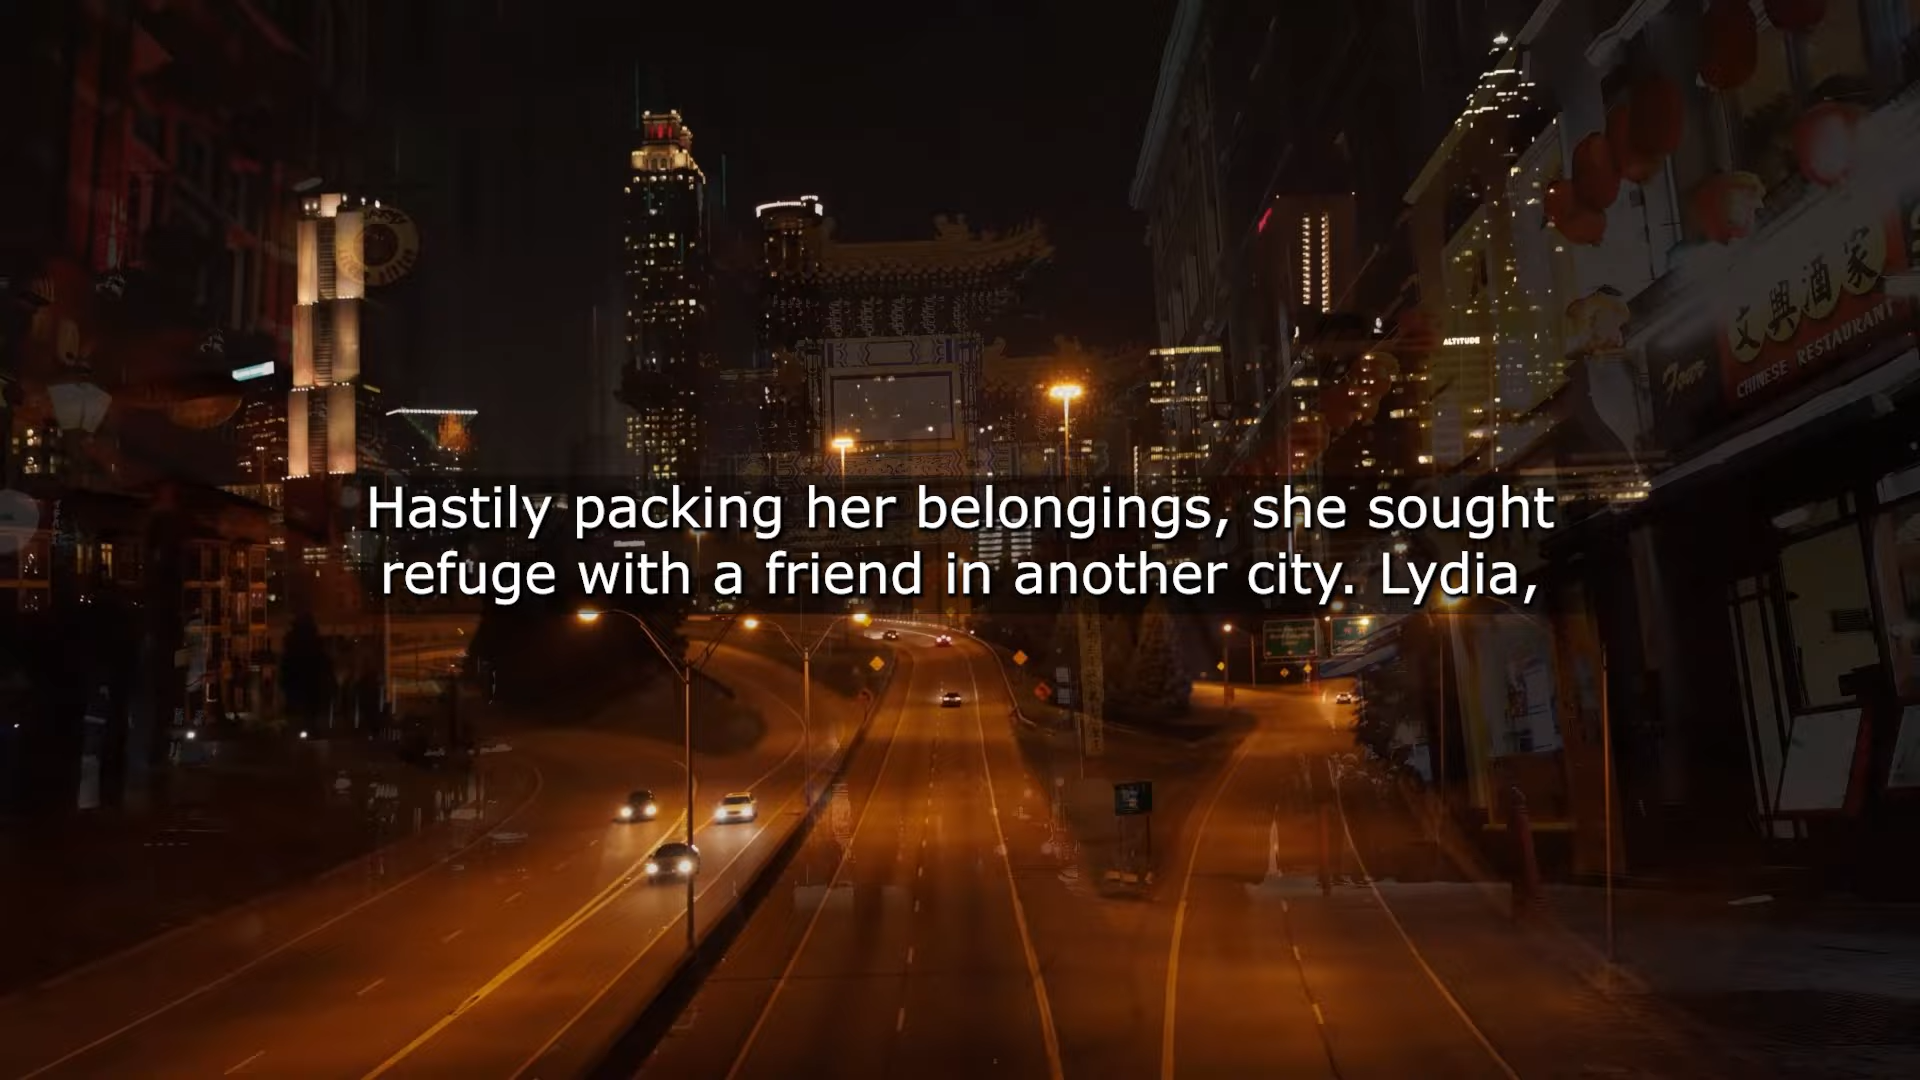 文興酒家
CHINESE RESTAURANT
ALTITUDE
Hastily packing her belongings, she sought
refuge with a friend in another city. Lydia,